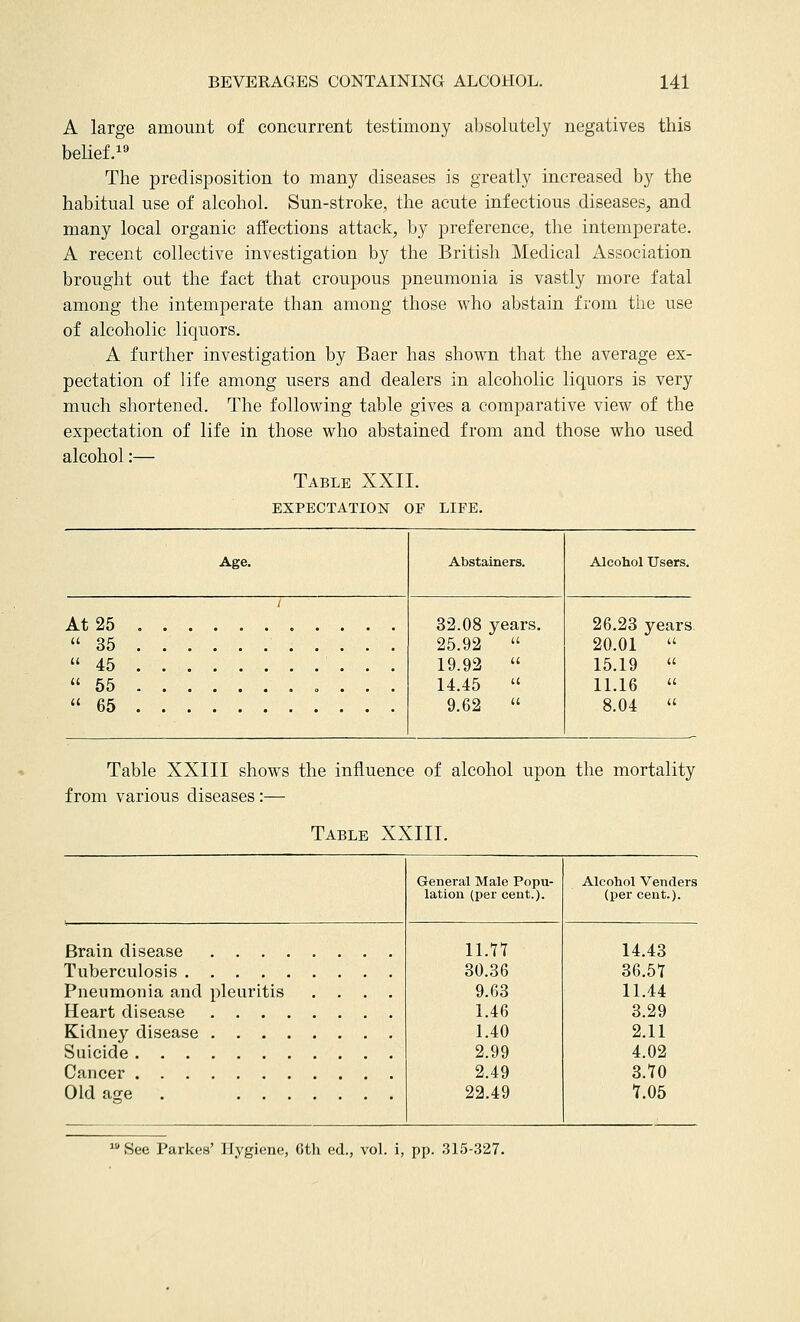 BEVERAGES CONTAINING ALCOHOL. 141
A large amount of concurrent testimony absolutely negatives this
belief.¹⁹
The predisposition to many diseases is greatly increased by the
habitual use of alcohol. Sun-stroke, the acute infectious diseases, and
many local organic affections attack, by preference, the intemperate.
A recent collective investigation by the British Medical Association
brought out the fact that croupous pneumonia is vastly more fatal
among the intemperate than among those who abstain from the use
of alcoholic liquors.
A further investigation by Baer has shown that the average ex-
pectation of life among users and dealers in alcoholic liquors is very
much shortened. The following table gives a comparative view of the
expectation of life in those who abstained from and those who used
alcohol:—
Table XXII.
EXPECTATION OF LIFE.
Age. Abstainers. Alcohol Users.
At 25 . . . . . . . . . . . 32.08 years. 26.23 years.
“ 35 . . . . . . . . . . . 25.92 “ 20.01 “
“ 45 . . . . . . . . . . . 19.92 “ 15.19 “
“ 55 . . . . . . . . . . . 14.45 “ 11.16 “
“ 65 . . . . . . . . . . . 9.62 “ 8.04 “
Table XXIII shows the influence of alcohol upon the mortality
from various diseases:—
Table XXIII.
General Male Popu- Alcohol Venders
lation (per cent.). (per cent.).
Brain disease . . . . . . . . 11.77 14.43
Tuberculosis . . . . . . . . . 30.36 36.57
Pneumonia and pleuritis . . . . 9.63 11.44
Heart disease . . . . . . . . 1.46 3.29
Kidney disease . . . . . . . . 1.40 2.11
Suicide . . . . . . . . . . . 2.99 4.02
Cancer . . . . . . . . . . . 2.49 3.70
Old age . . . . . . . . 22.49 7.05
¹⁹ See Parkes’ Hygiene, 6th ed., vol. i, pp. 315-327.